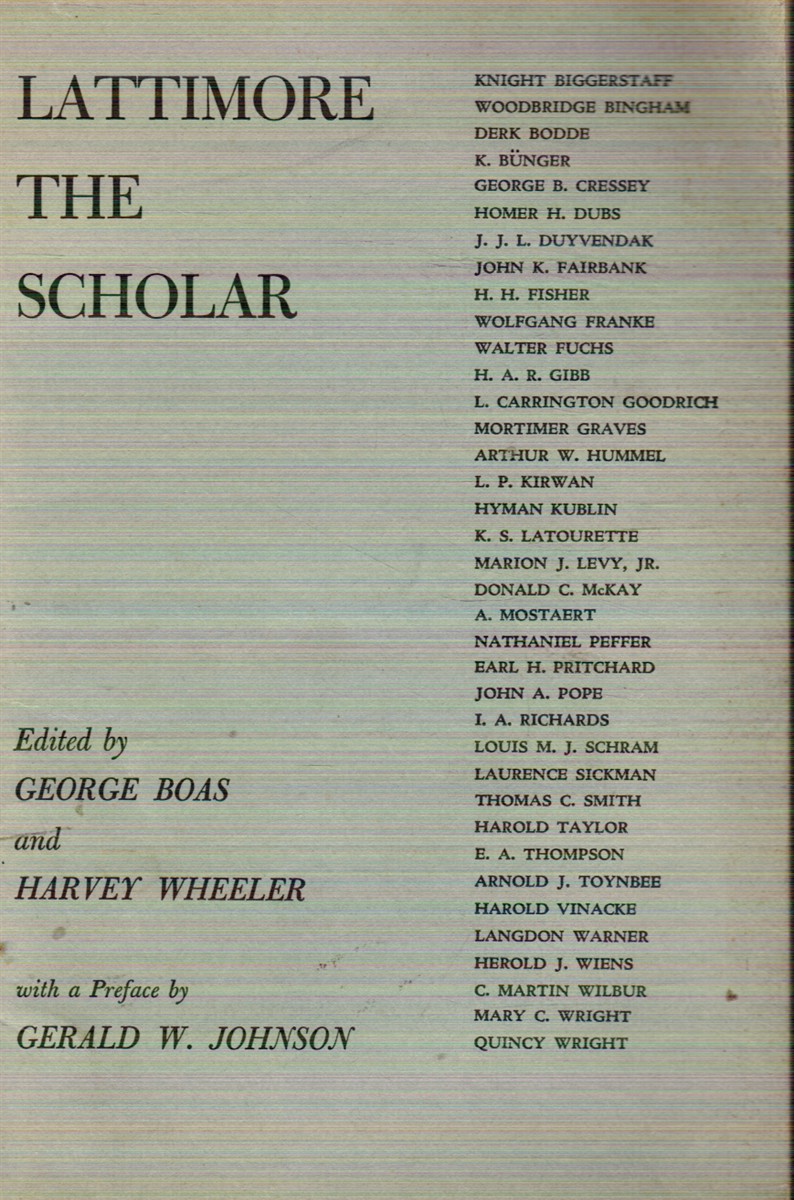 LATTIMORE
THE
SCHOLAR
Edited by
GEORGE BOAS
and
HARVEY WHEELER
with a Preface by
GERALD W. JOHNSON
KNIGHT BIGGERSTAFF
WOODBRIDGE BINGHAM
DERK BODDE
K. BÜNGER
GEORGE B. CRESSEY
HOMER H. DUBS
J. J. L. DUYVENDAK
JOHN K. FAIRBANK
H. H. FISHER
WOLFGANG FRANKE
WALTER FUCHS
H. A. R. GIBB
L. CARRINGTON GOODRICH
MORTIMER GRAVES
ARTHUR W. HUMMEL
L. P. KIRWAN
HYMAN KUBLIN
K. S. LATOURETTE
MARION J. LEVY, JR.
DONALD C. McKAY
A. MOSTAERT
NATHANIEL PEFFER
EARL H. PRITCHARD
JOHN A. POPE
I. A. RICHARDS
LOUIS M. J. SCHRAM
LAURENCE SICKMAN
THOMAS C. SMITH
HAROLD TAYLOR
E. A. THOMPSON
ARNOLD J. TOYNBEE
HAROLD VINACKE
LANGDON WARNER
HEROLD J. WIENS
C. MARTIN WILBUR
MARY C. WRIGHT
QUINCY WRIGHT